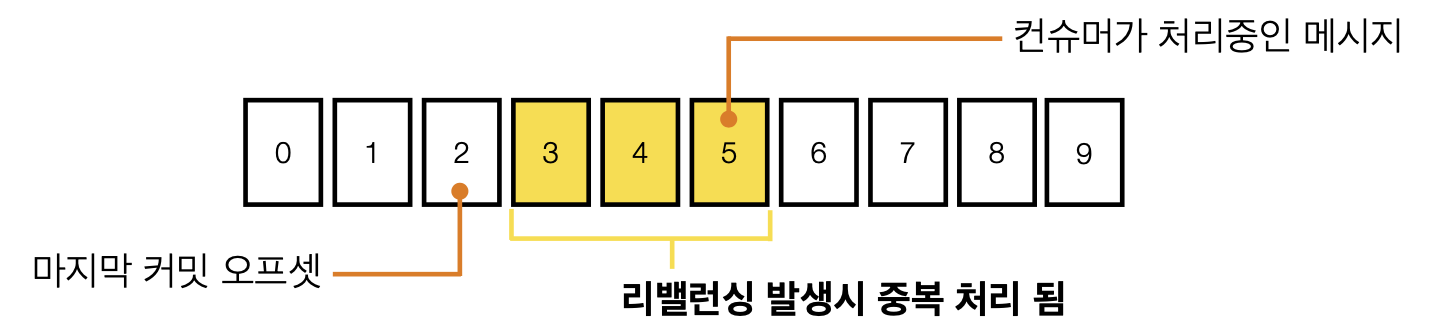 컨슈머가 처리중인 메시지
0 1 2 3 4 5 6 7 8 9
마지막 커밋 오프셋
리밸런싱 발생시 중복 처리 됨